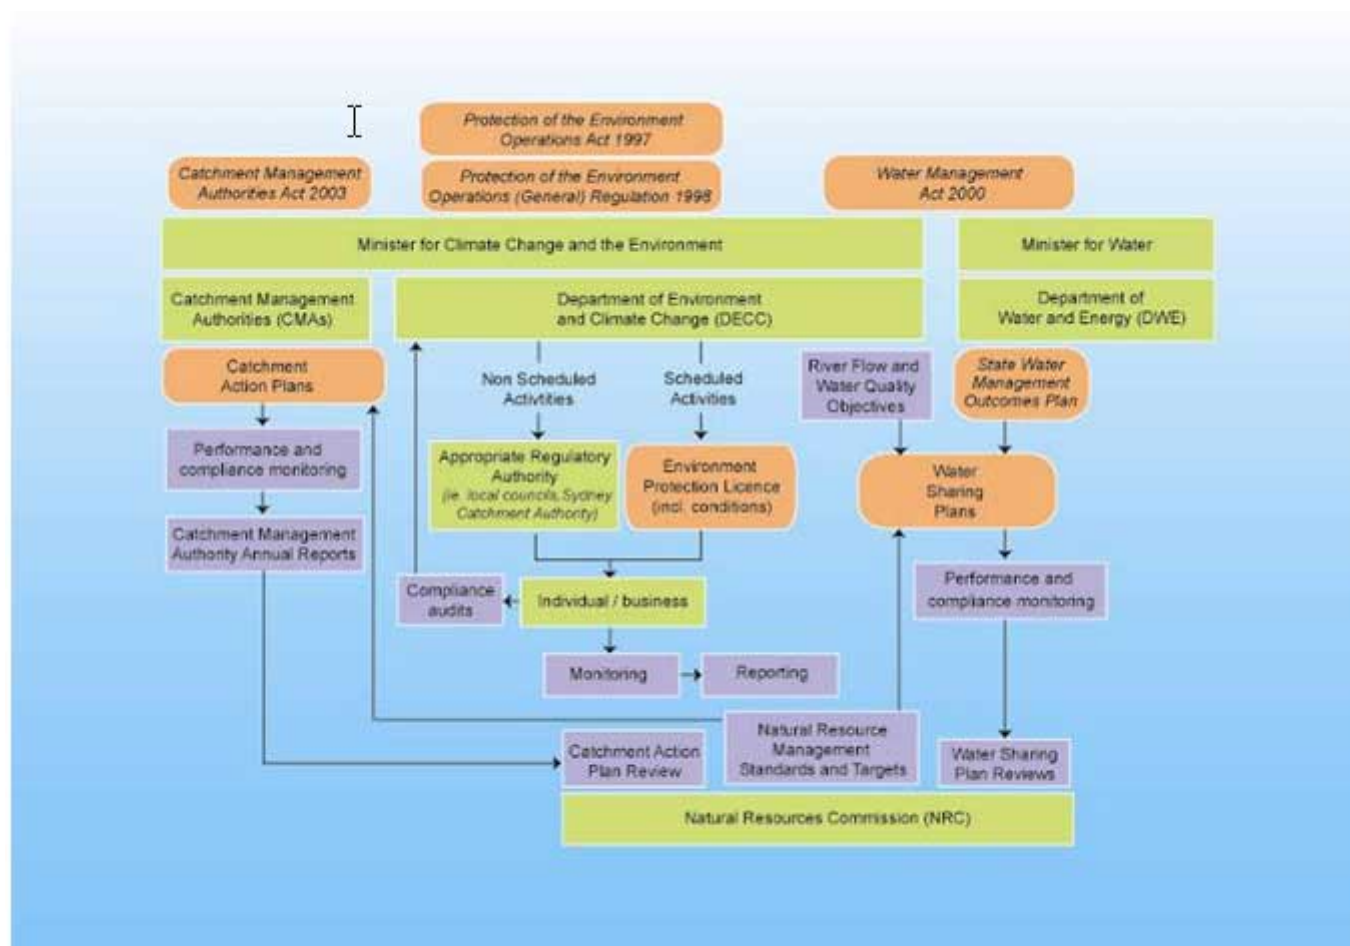 Protection of the Environment
Operations Act 1997
Catchment Management
Authorities Act 2003
Protection of the Environment
Operations (General) Regulation 1998
Water Management
Act 2000
Minister for Climate Change and the Environment
Minister for Water
Catchment Management
Authorities (CMAs)
Department of Environment
and Climate Change (DECC)
Department of
Water and Energy (DWE)
Catchment
Action Plans
Non Scheduled
Activtities
Scheduled
Activities
River Flow and
Water Quality
Objectives
State Water
Management
Outcomes Plan
Performance and
compliance monitoring
Appropriate Regulatory
Authority
(ie. local councils, Sydney
Catchment Authority)
Environment
Protection Licence
(incl. conditions)
Water
Sharing
Plans
Catchment Management
Authority Annual Reports
Compliance
audits
Individual / business
Performance and
compliance monitoring
Monitoring
Reporting
Catchment Action
Plan Review
Natural Resource
Management
Standards and Targets
Water Sharing
Plan Reviews
Natural Resources Commission (NRC)